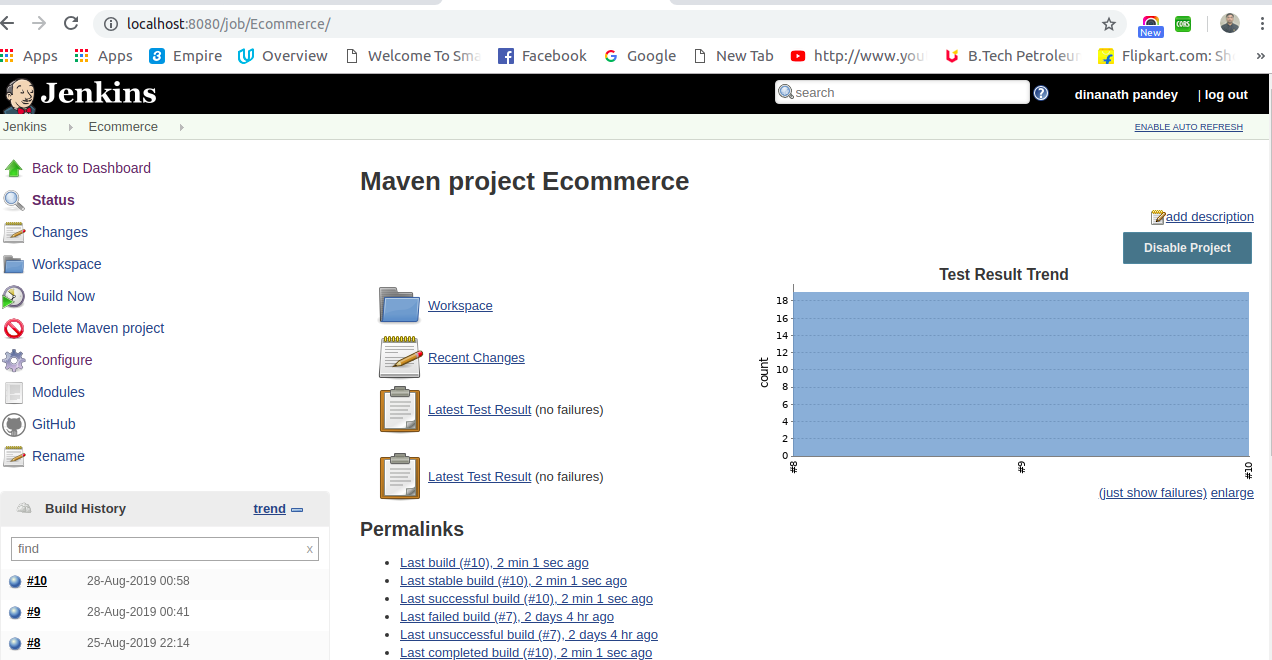 localhost:8080/job/Ecommerce/
New
CORS
Apps
Apps
Empire
Overview
Welcome To Sma
Facebook
Google
New Tab
http://www.you
B.Tech Petroleu
Flipkart.com: Sh
»
Jenkins
search
dinanath pandey
| log out
Jenkins
Ecommerce
ENABLE AUTO REFRESH
Back to Dashboard
Status
Changes
Workspace
Build Now
Delete Maven project
Configure
Modules
GitHub
Rename
Build History
trend
find
x
#10 28-Aug-2019 00:58
#9 28-Aug-2019 00:41
#8 25-Aug-2019 22:14
Maven project Ecommerce
add description
Disable Project
Workspace
Recent Changes
Latest Test Result (no failures)
Latest Test Result (no failures)
Test Result Trend
count
18
16
14
12
10
8
6
4
2
0
#8
#9
#10
(just show failures) enlarge
Permalinks
Last build (#10), 2 min 1 sec ago
Last stable build (#10), 2 min 1 sec ago
Last successful build (#10), 2 min 1 sec ago
Last failed build (#7), 2 days 4 hr ago
Last unsuccessful build (#7), 2 days 4 hr ago
Last completed build (#10), 2 min 1 sec ago